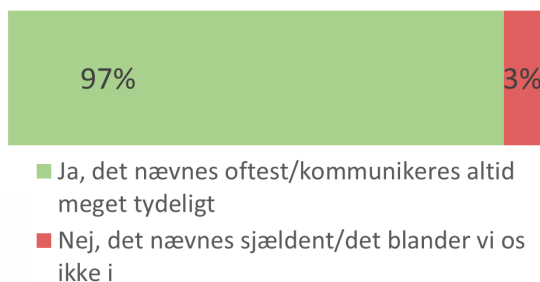 97%
3%
Ja, det nævnes oftest/kommunikeres altid
meget tydeligt
Nej, det nævnes sjældent/det blander vi os
ikke i